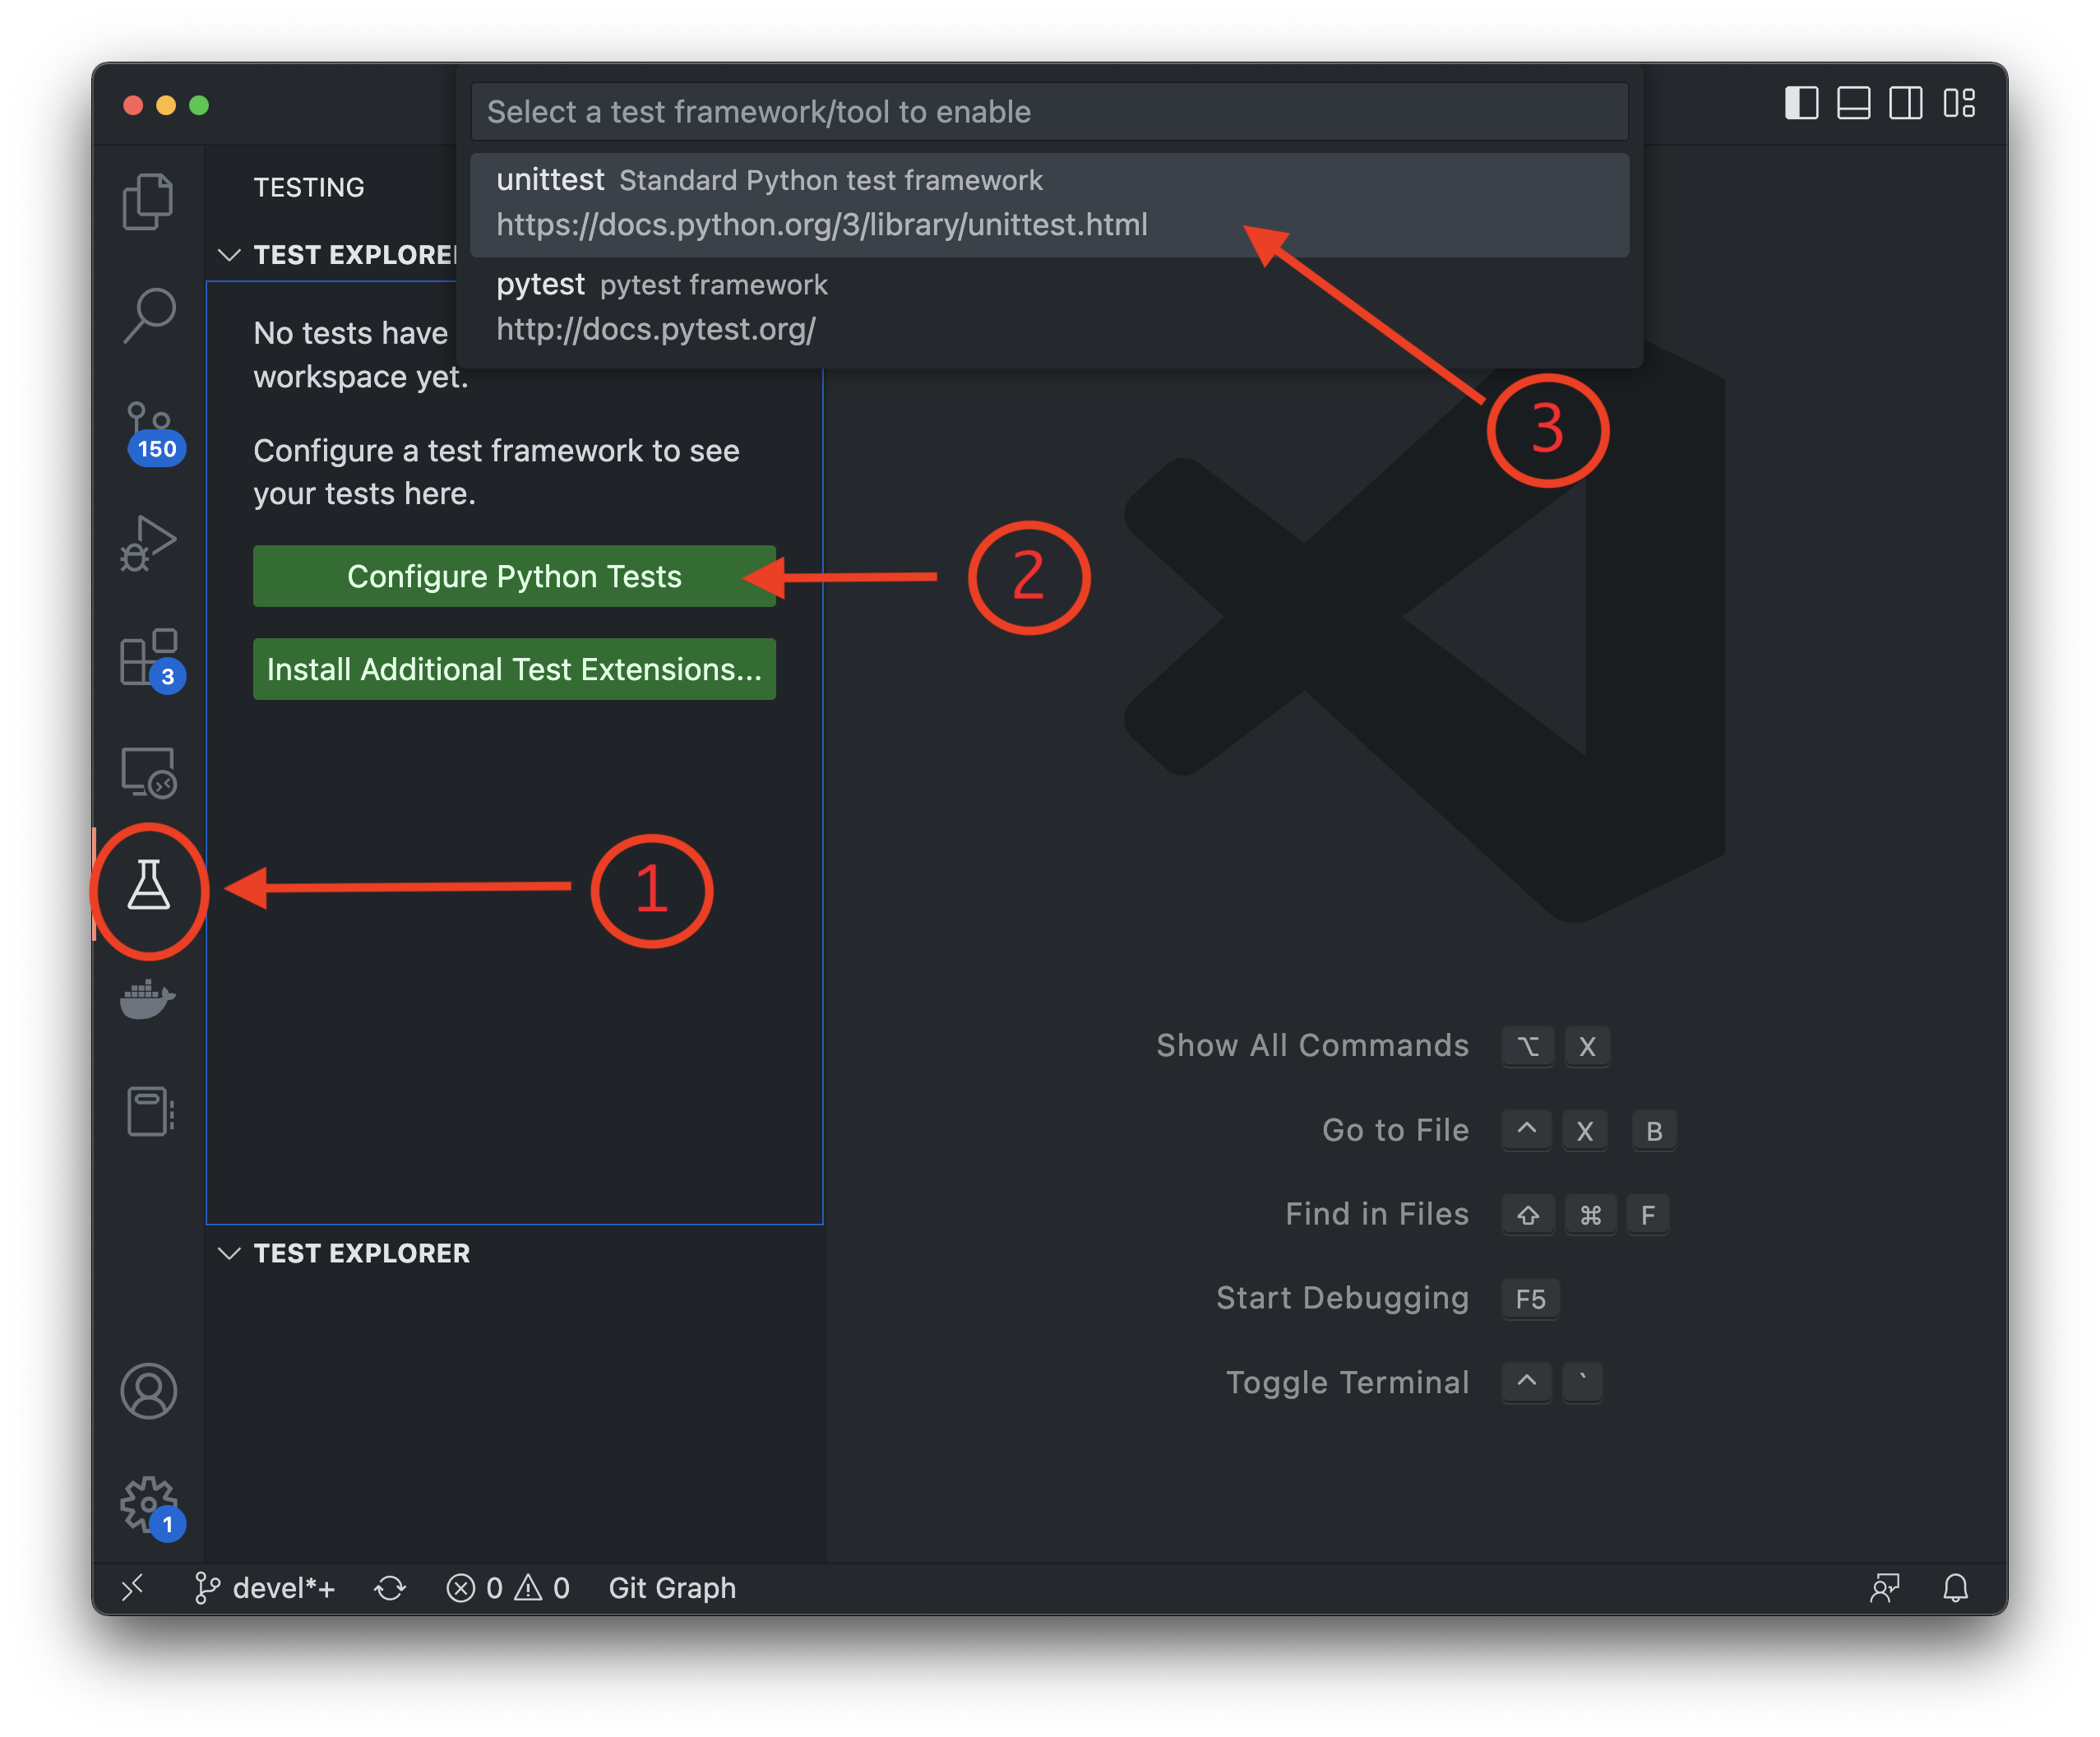 Select a test framework/tool to enable
unittest Standard Python test framework
https://docs.python.org/3/library/unittest.html
pytest pytest framework
http://docs.pytest.org/
TESTING
TEST EXPLORE
No tests have
workspace yet.
Configure a test framework to see
your tests here.
Configure Python Tests
Install Additional Test Extensions...
150
3
1
2
3
Show All Commands ⌥ X
Go to File ^ X B
Find in Files ⇧ ⌘ F
Start Debugging F5
Toggle Terminal ^ `
TEST EXPLORER
1
devel*+ 0 0 Git Graph